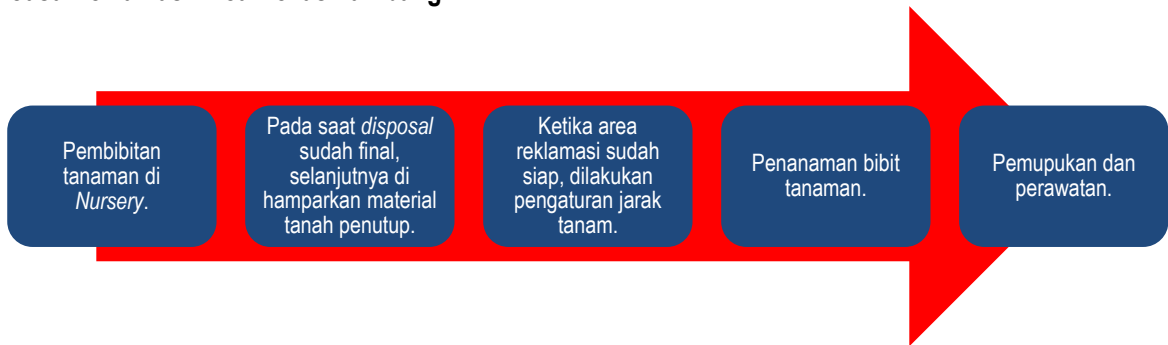 Pembibitan
tanaman di
Nursery.
Pada saat disposal
sudah final,
selanjutnya di
hamparkan material
tanah penutup.
Ketika area
reklamasi sudah
siap, dilakukan
pengaturan jarak
tanam.
Penanaman bibit
tanaman.
Pemupukan dan
perawatan.